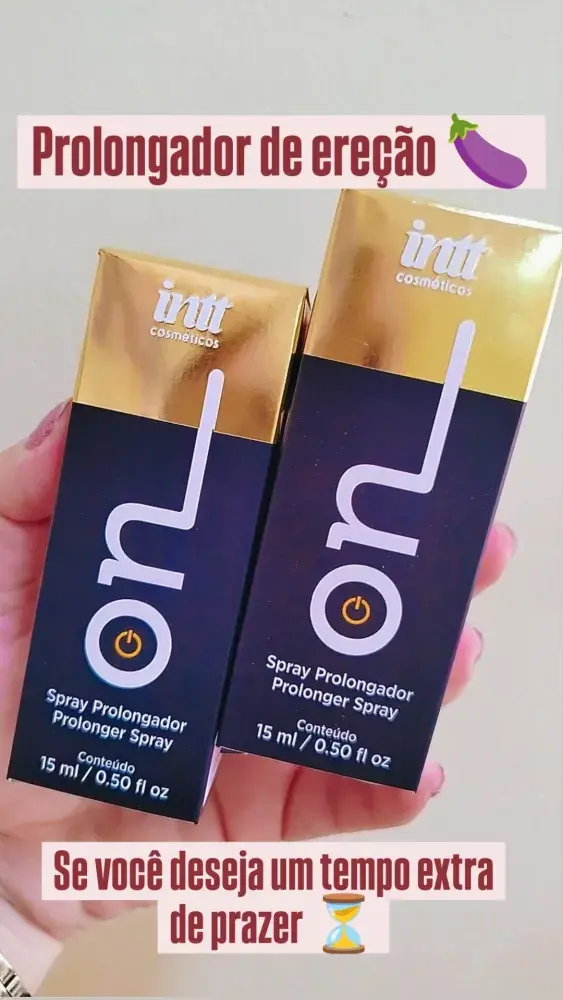 Prolongador de ereção
intt
cosméticos
on
Spray Prolongador
Prolonger Spray
Conteúdo
15 ml / 0.50 fl oz
intt
cosméticos
on
Spray Prolongador
Prolonger Spray
Conteúdo
15 ml / 0.50 fl oz
Se você deseja um tempo extra
de prazer